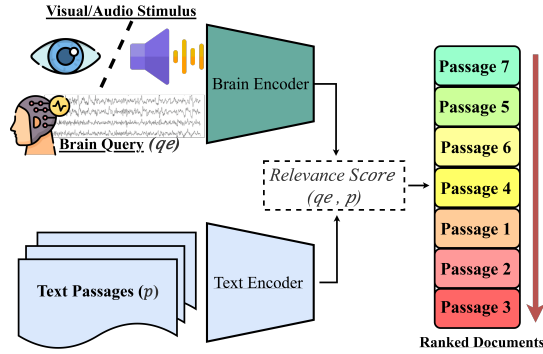 Visual/Audio Stimulus
Brain Encoder
Brain Query (qe)
Relevance Score
(qe , p)
Text Passages (p)
Text Encoder
Passage 7
Passage 5
Passage 6
Passage 4
Passage 1
Passage 2
Passage 3
Ranked Documents